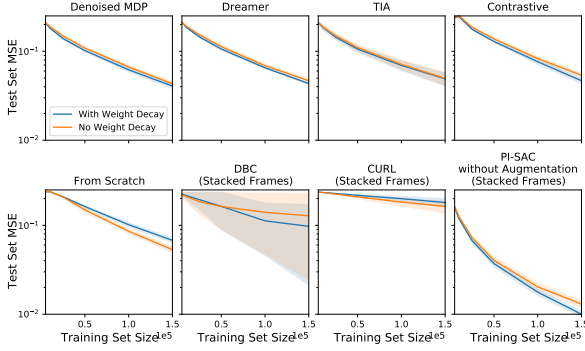 Denoised MDP
Dreamer
TIA
Contrastive
Test Set MSE
10⁻¹
10⁻²
With Weight Decay
No Weight Decay
From Scratch
DBC
(Stacked Frames)
CURL
(Stacked Frames)
PI-SAC
without Augmentation
(Stacked Frames)
Test Set MSE
10⁻¹
10⁻²
0.5 1.0 1.5
0.5 1.0 1.5
0.5 1.0 1.5
0.5 1.0 1.5
Training Set Size 1e5
Training Set Size 1e5
Training Set Size 1e5
Training Set Size 1e5